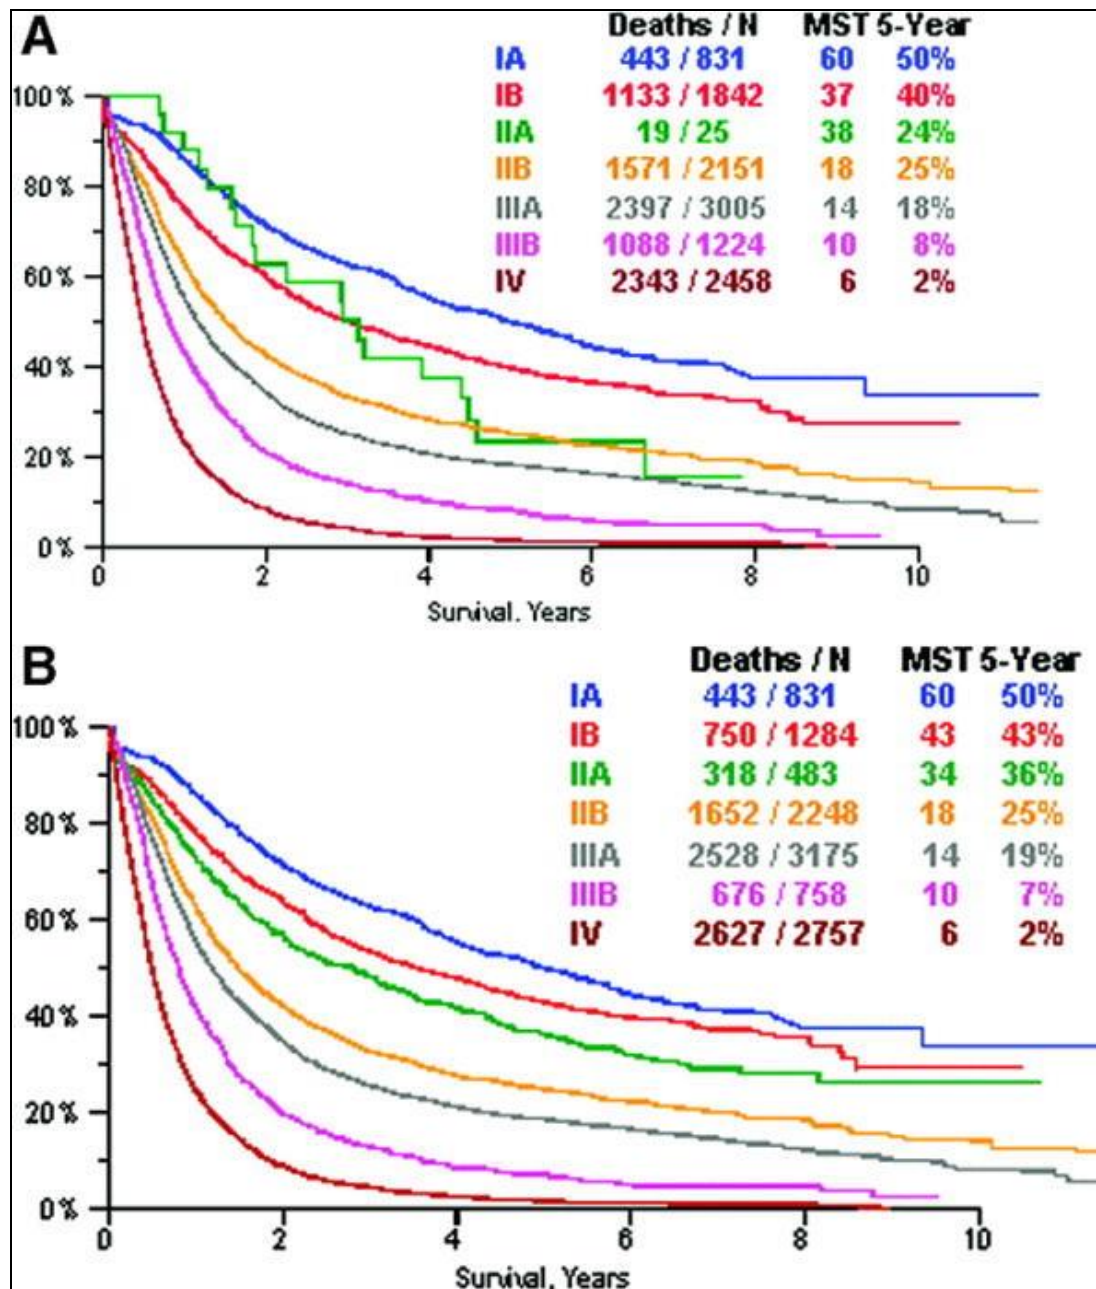 A
Deaths / N MST 5-Year
IA 443 / 831 60 50%
IB 1133 / 1842 37 40%
IIA 19 / 25 38 24%
IIB 1571 / 2151 18 25%
IIIA 2397 / 3005 14 18%
IIIB 1088 / 1224 10 8%
IV 2343 / 2458 6 2%
100%
80%
60%
40%
20%
0%
0 2 4 6 8 10
Survival, Years
B
Deaths / N MST 5-Year
IA 443 / 831 60 50%
IB 750 / 1284 43 43%
IIA 318 / 483 34 36%
IIB 1652 / 2248 18 25%
IIIA 2528 / 3175 14 19%
IIIB 676 / 758 10 7%
IV 2627 / 2757 6 2%
100%
80%
60%
40%
20%
0%
0 2 4 6 8 10
Survival, Years